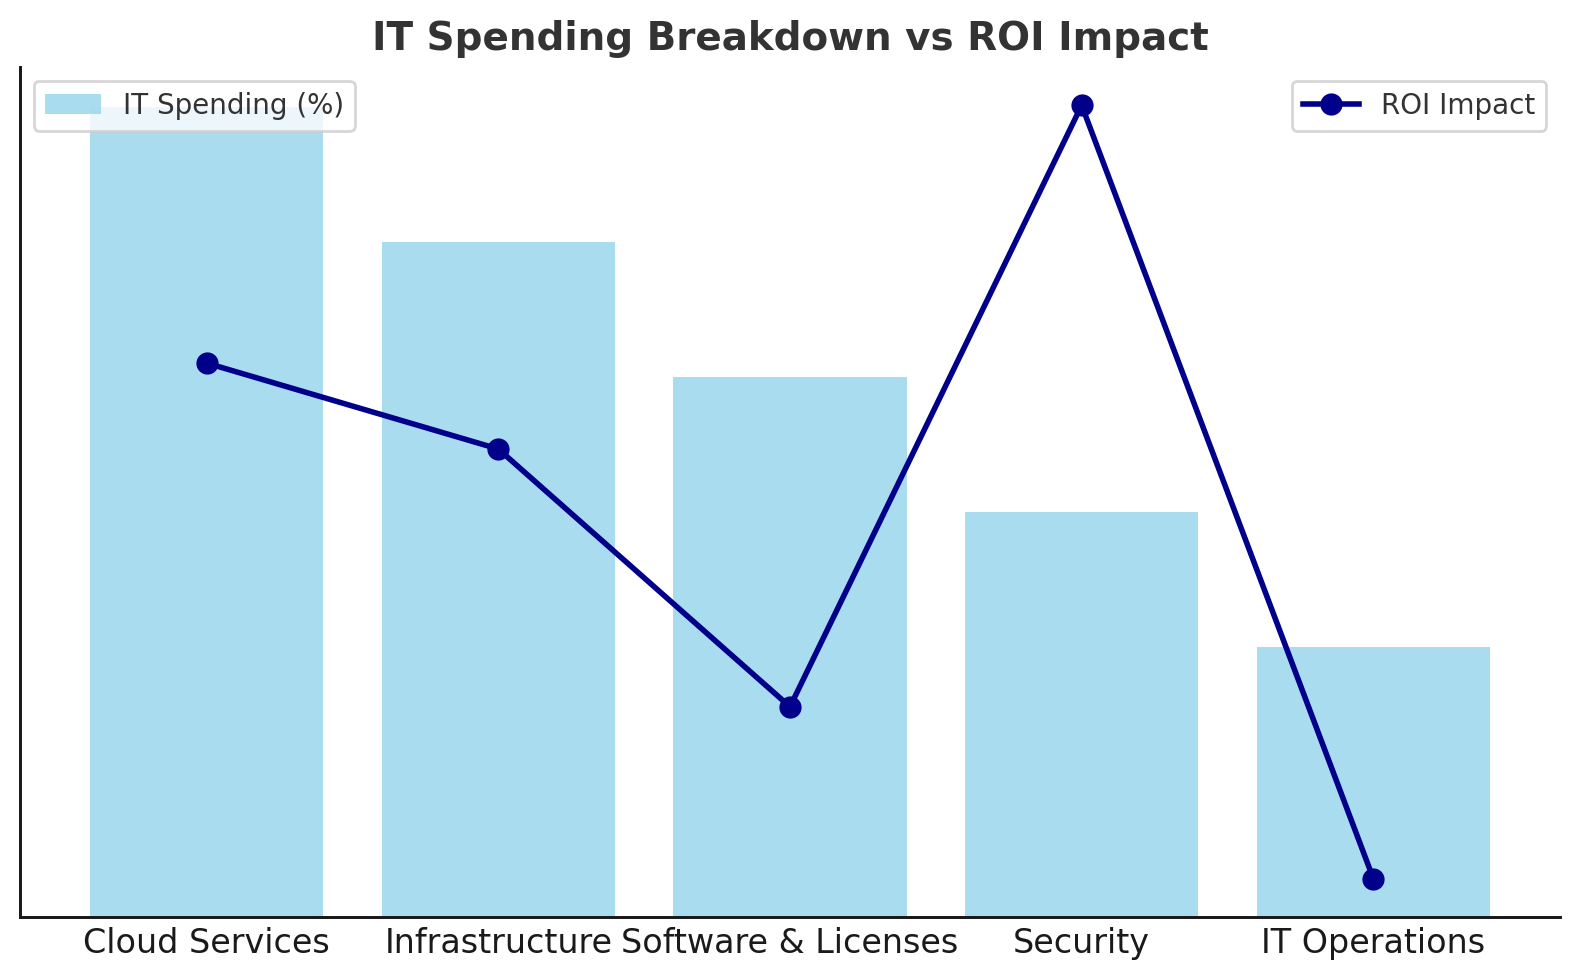 IT Spending Breakdown vs ROI Impact
IT Spending (%)
ROI Impact
Cloud Services
Infrastructure
Software & Licenses
Security
IT Operations